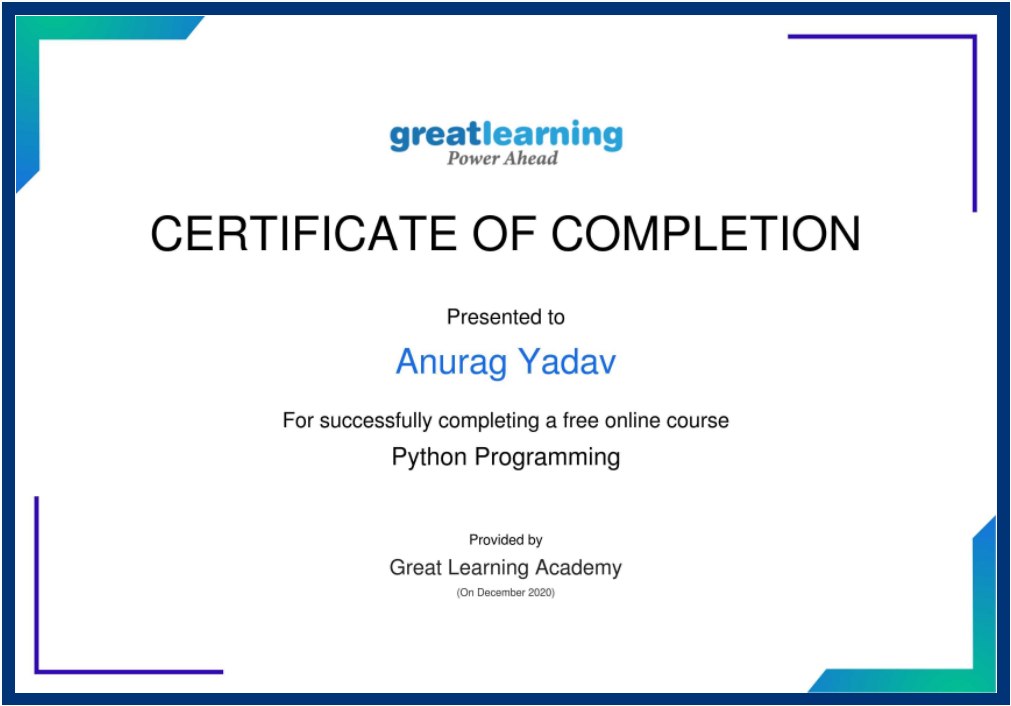 greatlearning
Power Ahead
CERTIFICATE OF COMPLETION
Presented to
Anurag Yadav
For successfully completing a free online course
Python Programming
Provided by
Great Learning Academy
(On December 2020)